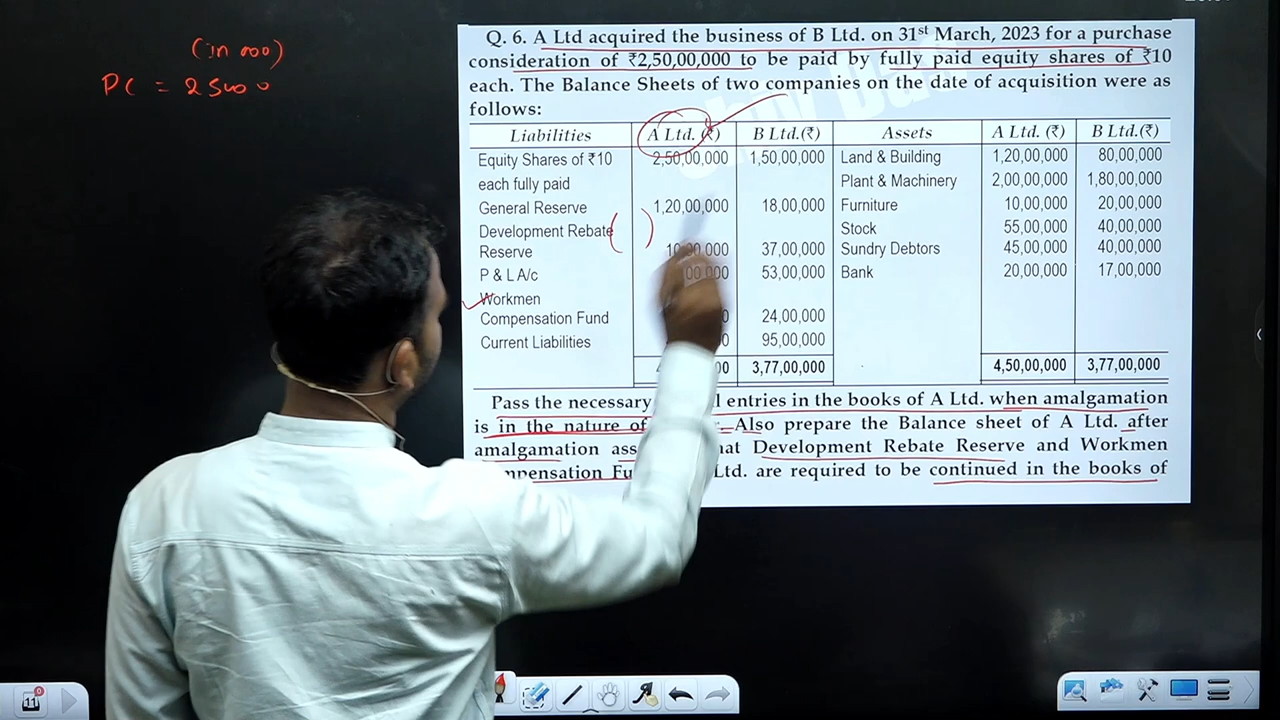 (in 000)
PC = 25000
Q. 6. A Ltd acquired the business of B Ltd. on 31st March, 2023 for a purchase
consideration of ₹2,50,00,000 to be paid by fully paid equity shares of ₹10
each. The Balance Sheets of two companies on the date of acquisition were as
follows:
Liabilities A Ltd. (₹) B Ltd.(₹) Assets A Ltd. (₹) B Ltd.(₹)
Equity Shares of ₹10 2,50,00,000 1,50,00,000 Land & Building 1,20,00,000 80,00,000
each fully paid Plant & Machinery 2,00,00,000 1,80,00,000
General Reserve 1,20,00,000 18,00,000 Furniture 10,00,000 20,00,000
Development Rebate Stock 55,00,000 40,00,000
Reserve 37,00,000 Sundry Debtors 45,00,000 40,00,000
P & L A/c 53,00,000 Bank 20,00,000 17,00,000
Workmen
Compensation Fund 24,00,000
Current Liabilities 95,00,000
3,77,00,000 4,50,00,000 3,77,00,000
Pass the necessary entries in the books of A Ltd. when amalgamation
is in the nature of Also prepare the Balance sheet of A Ltd. after
amalgamation Development Rebate Reserve and Workmen
Ltd. are required to be continued in the books of